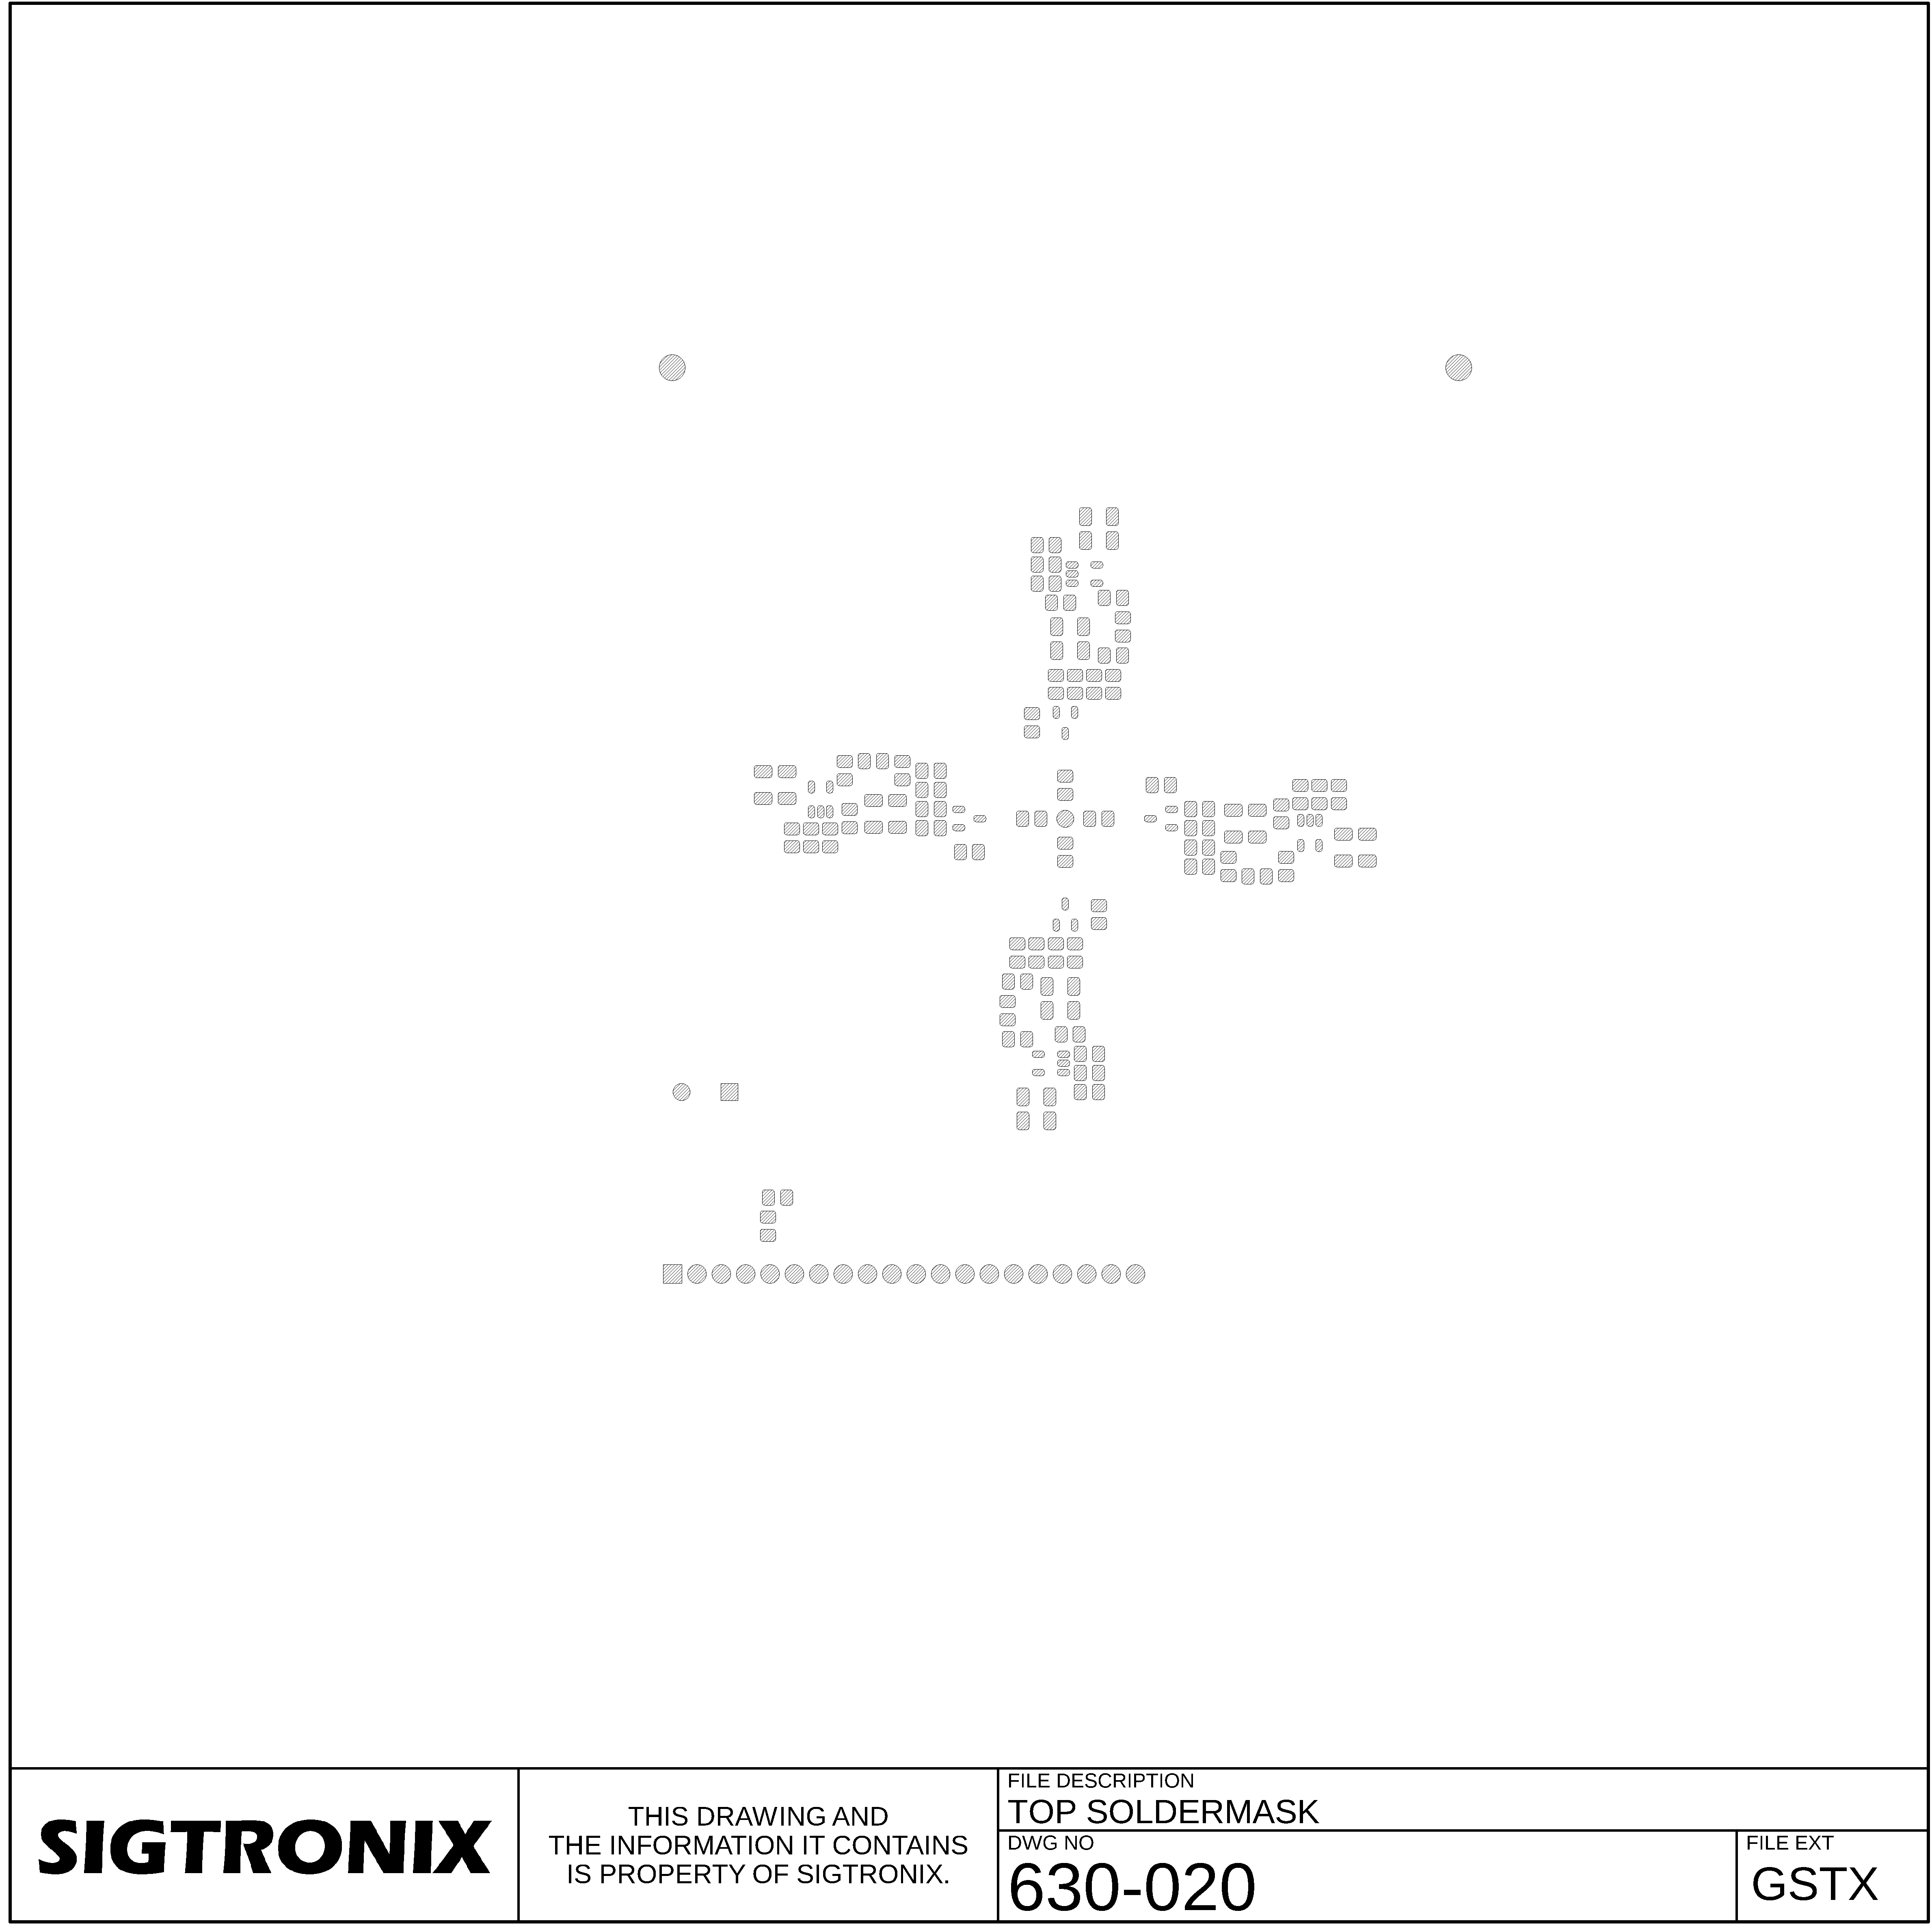 SIGTRONIX
THIS DRAWING AND
THE INFORMATION IT CONTAINS
IS PROPERTY OF SIGTRONIX.
FILE DESCRIPTION
TOP SOLDERMASK
DWG NO
630-020
FILE EXT
GSTX